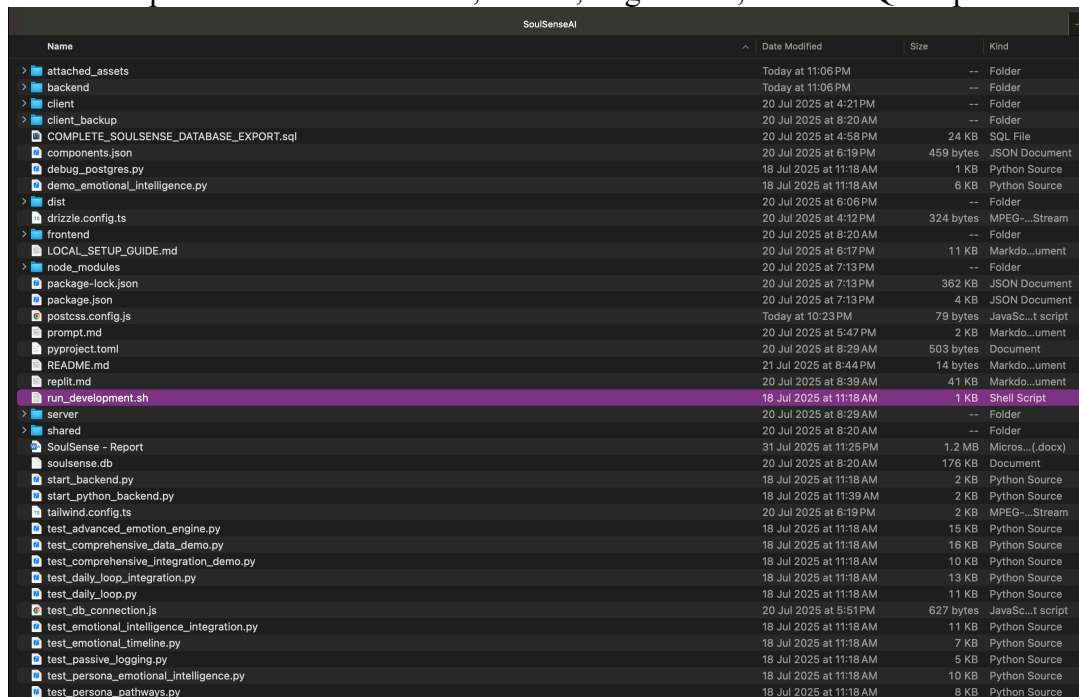 SoulSenseAI
Name Date Modified Size Kind
attached_assets Today at 11:06 PM -- Folder
backend Today at 11:06 PM -- Folder
client 20 Jul 2025 at 4:21 PM -- Folder
client_backup 20 Jul 2025 at 8:20 AM -- Folder
COMPLETE_SOULSENSE_DATABASE_EXPORT.sql 20 Jul 2025 at 4:58 PM 24 KB SQL File
components.json 20 Jul 2025 at 6:19 PM 459 bytes JSON Document
debug_postgres.py 18 Jul 2025 at 11:18 AM 1 KB Python Source
demo_emotional_intelligence.py 18 Jul 2025 at 11:18 AM 6 KB Python Source
dist 20 Jul 2025 at 6:06 PM -- Folder
drizzle.config.ts 20 Jul 2025 at 4:12 PM 324 bytes MPEG-...Stream
frontend 20 Jul 2025 at 8:20 AM -- Folder
LOCAL_SETUP_GUIDE.md 20 Jul 2025 at 6:17 PM 11 KB Markdo...ument
node_modules 20 Jul 2025 at 7:13 PM -- Folder
package-lock.json 20 Jul 2025 at 7:13 PM 362 KB JSON Document
package.json 20 Jul 2025 at 7:13 PM 4 KB JSON Document
postcss.config.js Today at 10:23 PM 79 bytes JavaSc...t script
prompt.md 20 Jul 2025 at 5:47 PM 2 KB Markdo...ument
pyproject.toml 20 Jul 2025 at 8:29 AM 503 bytes Document
README.md 21 Jul 2025 at 8:44 PM 14 bytes Markdo...ument
replit.md 20 Jul 2025 at 8:39 AM 41 KB Markdo...ument
run_development.sh 18 Jul 2025 at 11:18 AM 1 KB Shell Script
server 20 Jul 2025 at 8:29 AM -- Folder
shared 20 Jul 2025 at 8:20 AM -- Folder
SoulSense - Report 31 Jul 2025 at 11:25 PM 1.2 MB Micros...(.docx)
soulsense.db 20 Jul 2025 at 8:20 AM 176 KB Document
start_backend.py 18 Jul 2025 at 11:18 AM 2 KB Python Source
start_python_backend.py 18 Jul 2025 at 11:39 AM 2 KB Python Source
tailwind.config.ts 20 Jul 2025 at 6:19 PM 2 KB MPEG-...Stream
test_advanced_emotion_engine.py 18 Jul 2025 at 11:18 AM 15 KB Python Source
test_comprehensive_data_demo.py 18 Jul 2025 at 11:18 AM 16 KB Python Source
test_comprehensive_integration_demo.py 18 Jul 2025 at 11:18 AM 10 KB Python Source
test_daily_loop_integration.py 18 Jul 2025 at 11:18 AM 13 KB Python Source
test_daily_loop.py 18 Jul 2025 at 11:18 AM 11 KB Python Source
test_db_connection.js 20 Jul 2025 at 5:51 PM 627 bytes JavaSc...t script
test_emotional_intelligence_integration.py 18 Jul 2025 at 11:18 AM 11 KB Python Source
test_emotional_timeline.py 18 Jul 2025 at 11:18 AM 7 KB Python Source
test_passive_logging.py 18 Jul 2025 at 11:18 AM 5 KB Python Source
test_persona_emotional_intelligence.py 18 Jul 2025 at 11:18 AM 10 KB Python Source
test_persona_pathways.py 18 Jul 2025 at 11:18 AM 8 KB Python Source